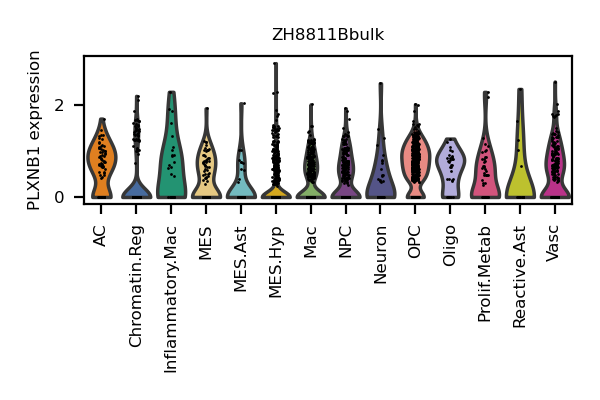 ZH8811Bbulk
PLXNB1 expression
2
0
AC
Chromatin.Reg
Inflammatory.Mac
MES
MES.Ast
MES.Hyp
Mac
NPC
Neuron
OPC
Oligo
Prolif.Metab
Reactive.Ast
Vasc